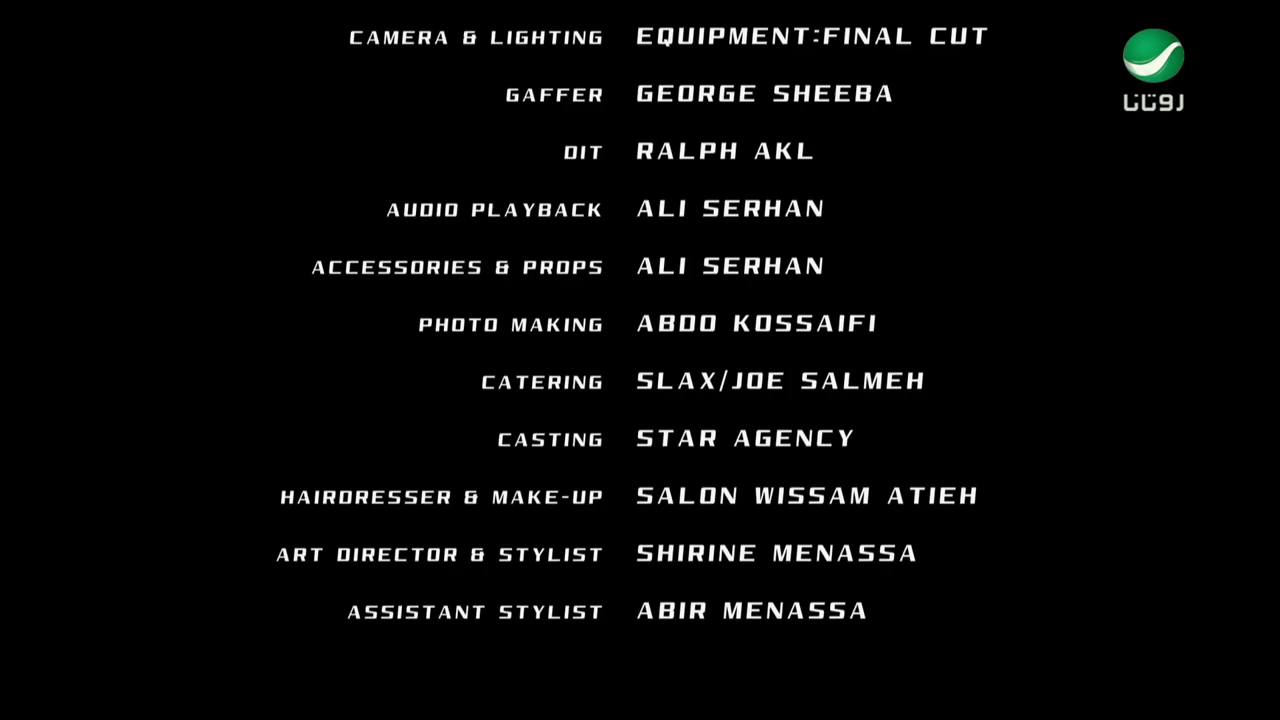 CAMERA & LIGHTING EQUIPMENT:FINAL CUT
روتانا
GAFFER GEORGE SHEEBA
DIT RALPH AKL
AUDIO PLAYBACK ALI SERHAN
ACCESSORIES & PROPS ALI SERHAN
PHOTO MAKING ABDO KOSSAIFI
CATERING SLAX/JOE SALMEH
CASTING STAR AGENCY
HAIRDRESSER & MAKE-UP SALON WISSAM ATIEH
ART DIRECTOR & STYLIST SHIRINE MENASSA
ASSISTANT STYLIST ABIR MENASSA